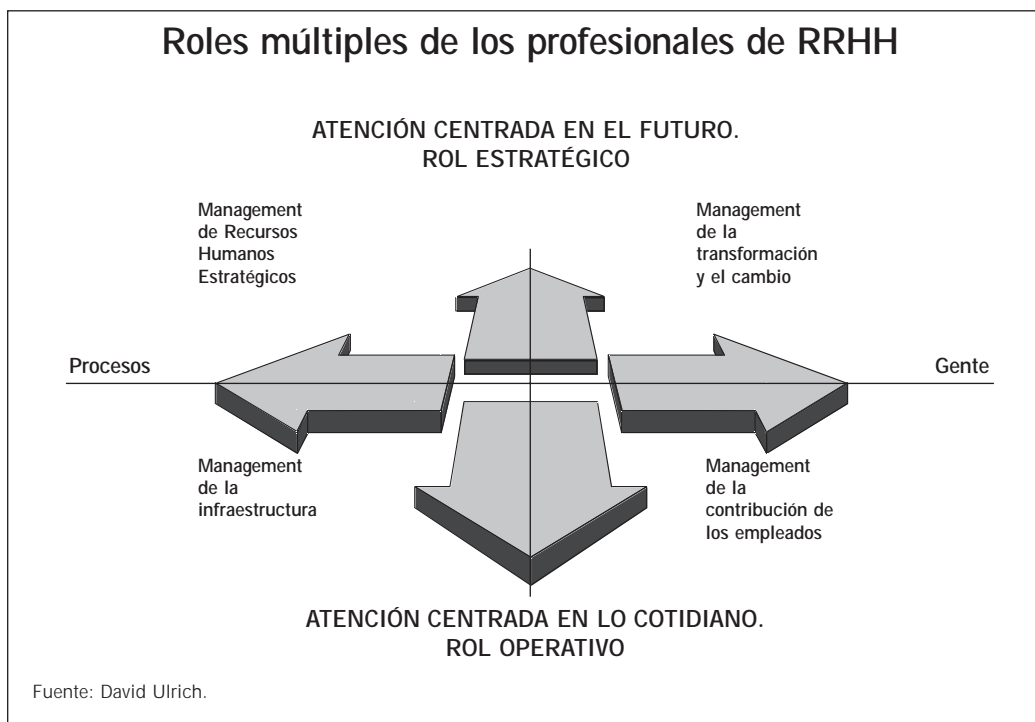 Roles múltiples de los profesionales de RRHH
ATENCIÓN CENTRADA EN EL FUTURO.
ROL ESTRATÉGICO
Management
de Recursos
Humanos
Estratégicos
Management
de la
transformación
y el cambio
Procesos
Gente
Management
de la
infraestructura
Management
de la
contribución de
los empleados
ATENCIÓN CENTRADA EN LO COTIDIANO.
ROL OPERATIVO
Fuente: David Ulrich.